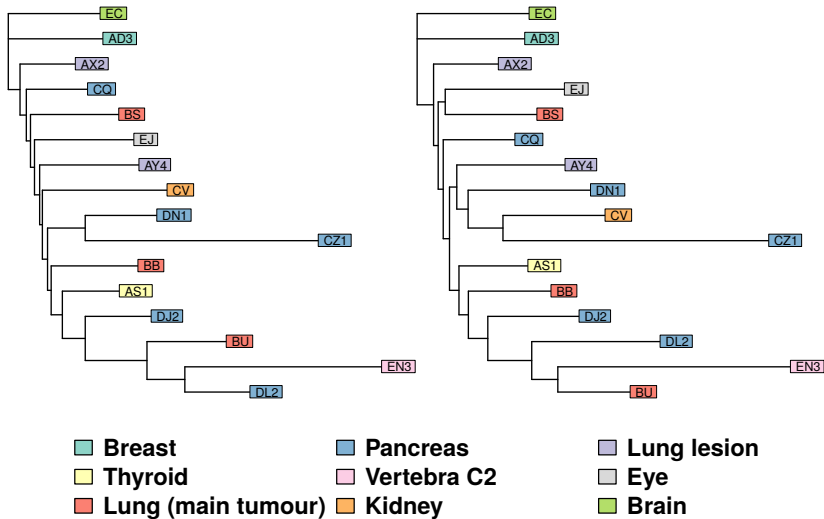 EC EC
AD3 AD3
AX2 AX2
CQ EJ
BS BS
EJ CQ
AY4 AY4
CV DN1
DN1 CV
CZ1 CZ1
BB AS1
AS1 BB
DJ2 DJ2
BU DL2
EN3 EN3
DL2 BU
Breast Pancreas Lung lesion
Thyroid Vertebra C2 Eye
Lung (main tumour) Kidney Brain